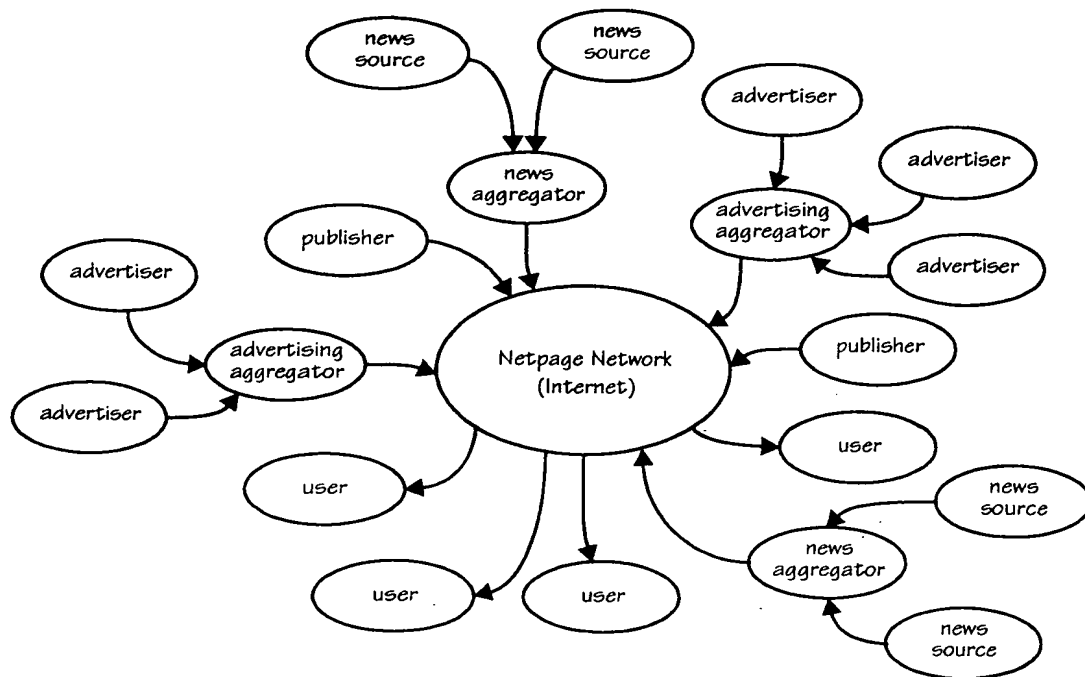 news
source
news
source
advertiser
advertiser
news
aggregator
advertising
aggregator
publisher
advertiser
advertiser
publisher
advertising
aggregator
Netpage Network
(Internet)
advertiser
user
user
news
source
news
aggregator
user
user
news
source